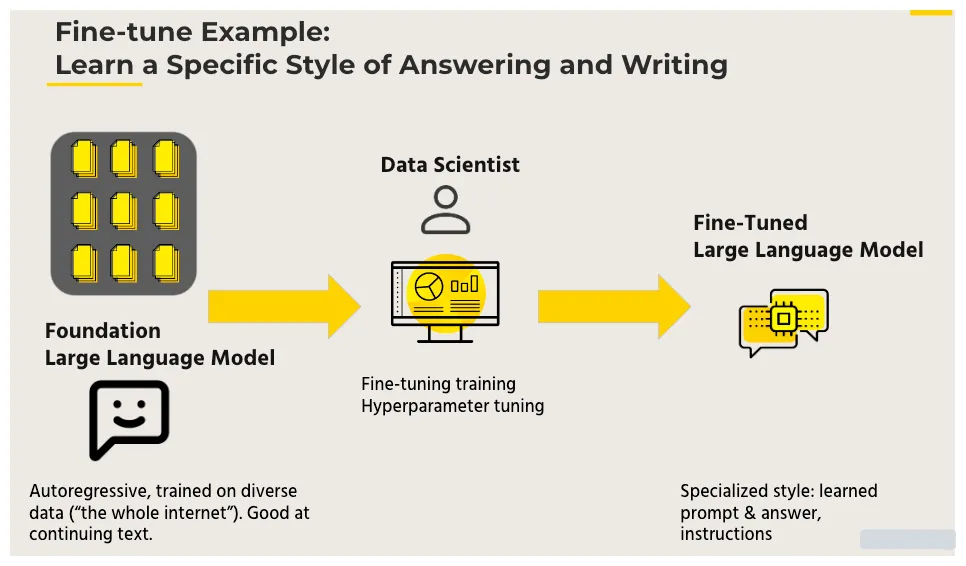 Fine-tune Example:
Learn a Specific Style of Answering and Writing
Data Scientist
Fine-Tuned
Large Language Model
Foundation
Large Language Model
Fine-tuning training
Hyperparameter tuning
Autoregressive, trained on diverse
data (“the whole internet”). Good at
continuing text.
Specialized style: learned
prompt & answer,
instructions